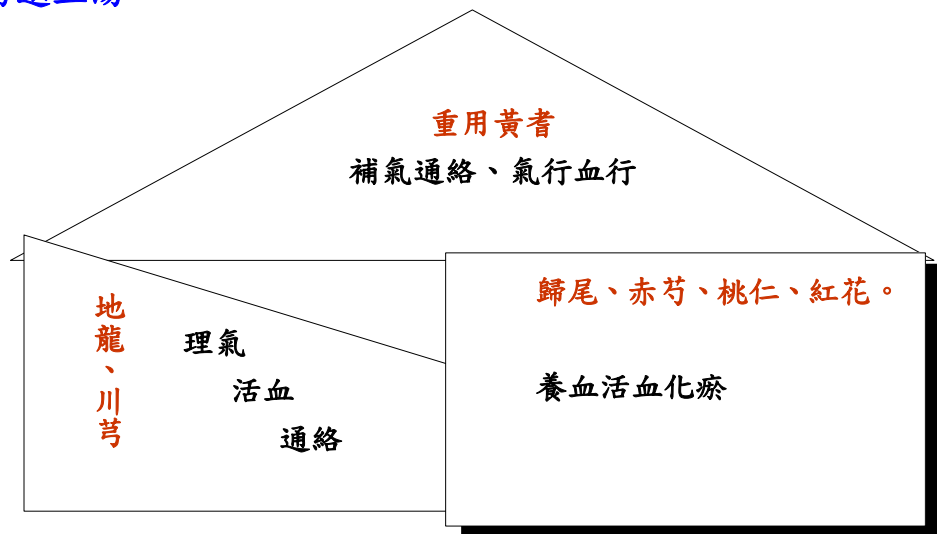 重用黃耆
補氣通絡、氣行血行
地龍、川芎
理氣
活血
通絡
歸尾、赤芍、桃仁、紅花。
養血活血化瘀